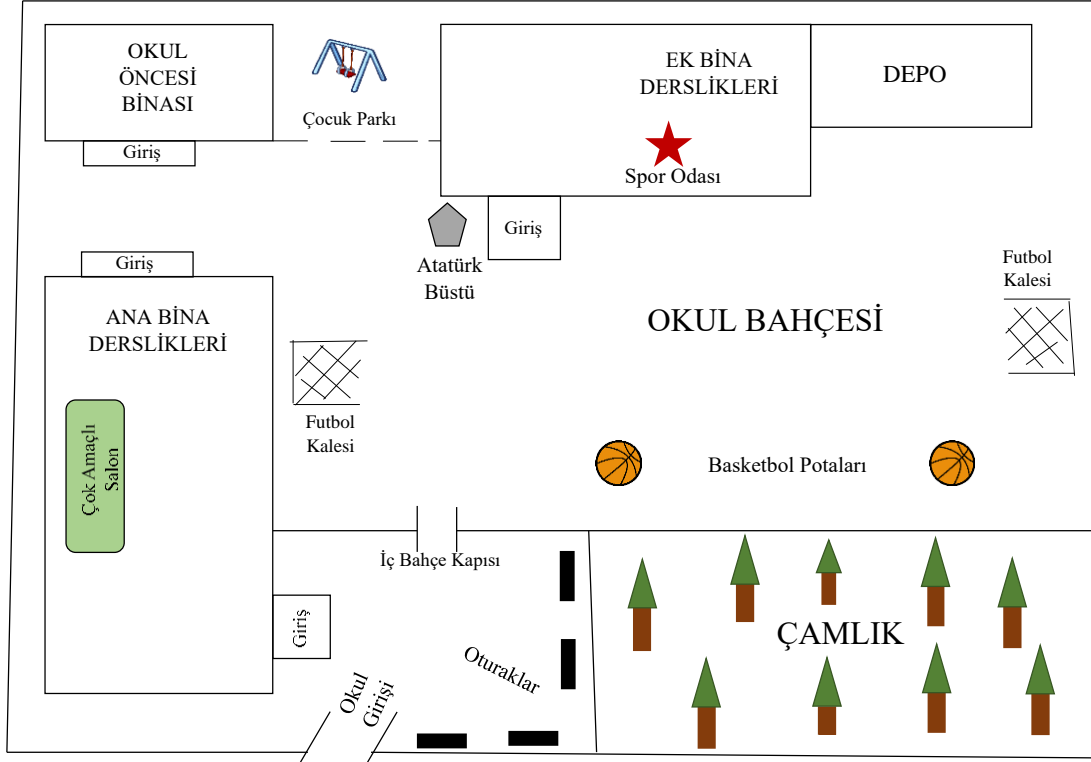 OKUL
ÖNCESİ
BİNASI
Giriş
Çocuk Parkı
EK BİNA
DERSLİKLERİ
Spor Odası
DEPO
Giriş
Atatürk
Büstü
Giriş
ANA BİNA
DERSLİKLERİ
Çok Amaçlı
Salon
Futbol
Kalesi
OKUL BAHÇESİ
Futbol
Kalesi
Basketbol Potaları
İç Bahçe Kapısı
Giriş
Oturaklar
Okul
Girişi
ÇAMLIK